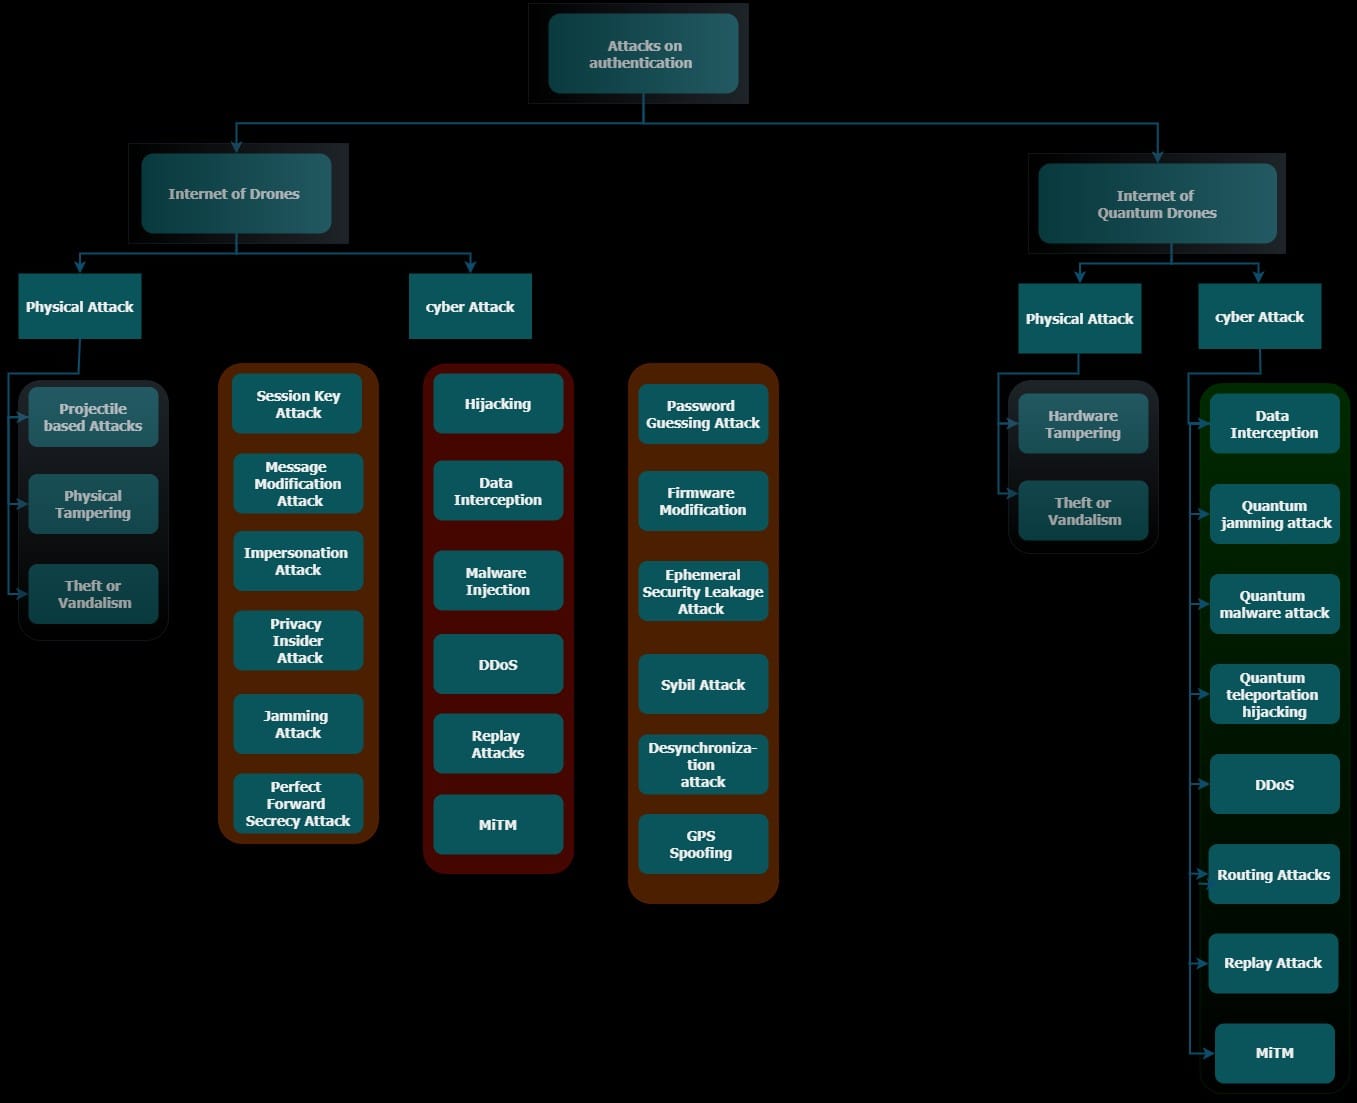 Attacks on
authentication
Internet of Drones
Internet of
Quantum Drones
Physical Attack
cyber Attack
Physical Attack
cyber Attack
Projectile
based Attacks
Physical
Tampering
Theft or
Vandalism
Session Key
Attack
Message
Modification
Attack
Impersonation
Attack
Privacy
Insider
Attack
Jamming
Attack
Perfect
Forward
Secrecy Attack
Hijacking
Data
Interception
Malware
Injection
DDoS
Replay
Attacks
MiTM
Password
Guessing Attack
Firmware
Modification
Ephemeral
Security Leakage
Attack
Sybil Attack
Desynchroniza-
tion
attack
GPS
Spoofing
Hardware
Tampering
Theft or
Vandalism
Data
Interception
Quantum
jamming attack
Quantum
malware attack
Quantum
teleportation
hijacking
DDoS
Routing Attacks
Replay Attack
MiTM